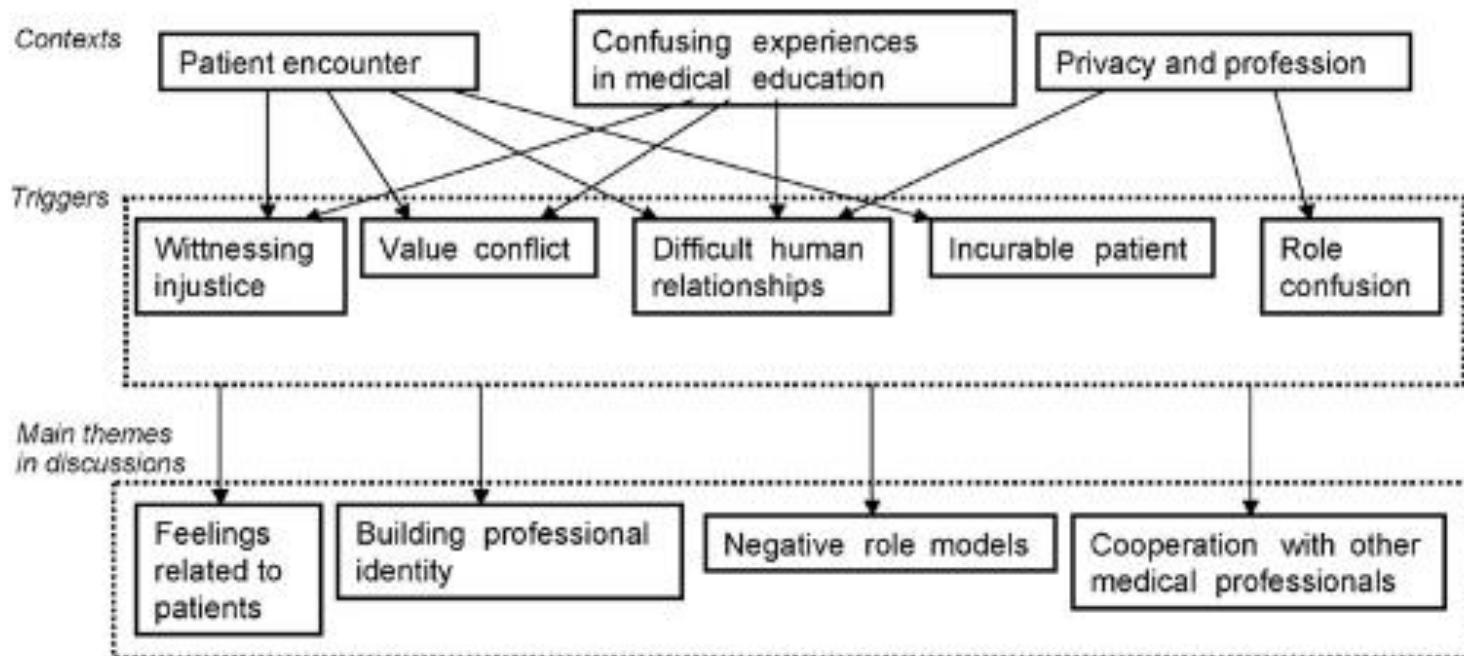 Contexts
Patient encounter
Confusing experiences
in medical education
Privacy and profession
Triggers
Wittnessing
injustice
Value conflict
Difficult human
relationships
Incurable patient
Role
confusion
Main themes
in discussions
Feelings
related to
patients
Building professional
identity
Negative role models
Cooperation with other
medical professionals